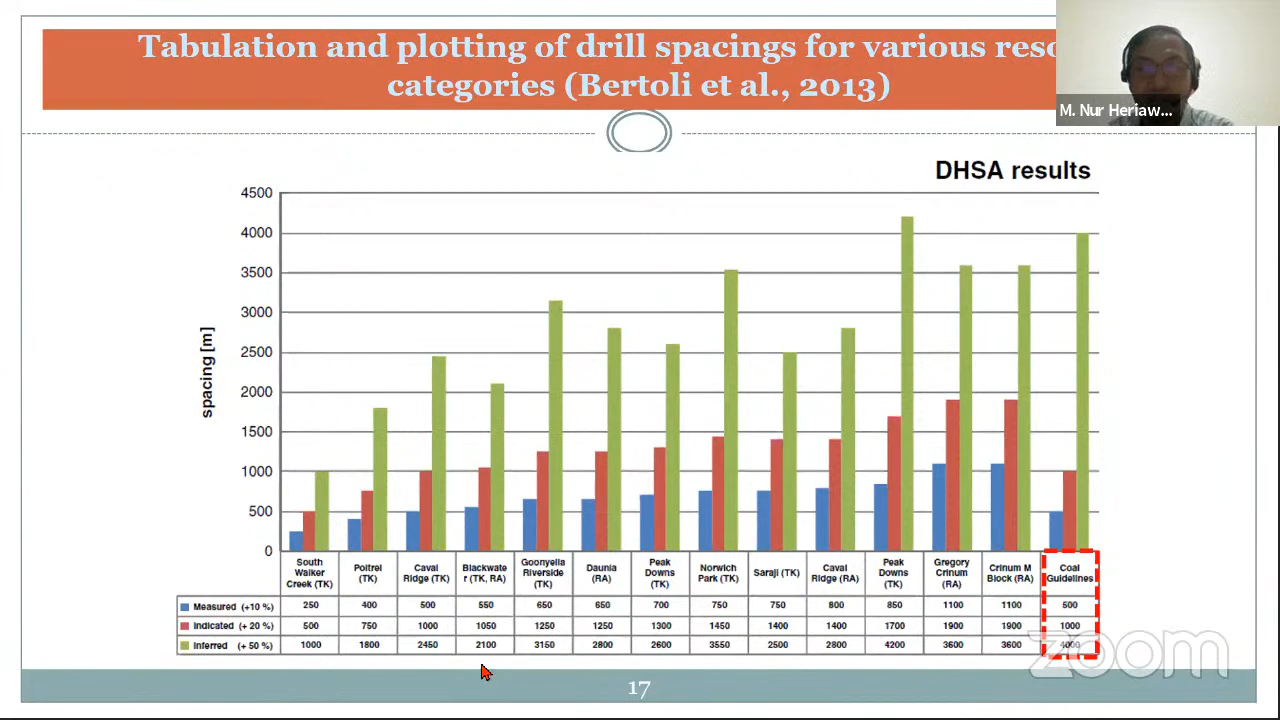 Tabulation and plotting of drill spacings for various reso
categories (Bertoli et al., 2013)
M. Nur Heriaw...
DHSA results
spacing [m]
4500
4000
3500
3000
2500
2000
1500
1000
500
0
South Walker Creek (TK) Poitrel (TK) Caval Ridge (TK) Blackwate r (TK, RA) Goonyella Riverside (TK) Daunia (RA) Peak Downs (TK) Norwich Park (TK) Saraji (TK) Caval Ridge (RA) Peak Downs (TK) Gregory Crinum (RA) Crinum M Block (RA) Coal Guidelines
Measured (+10 %) 250 400 500 550 650 650 700 750 750 800 850 1100 1100 500
Indicated (+ 20 %) 500 750 1000 1050 1250 1250 1300 1450 1400 1400 1700 1900 1900 1000
Inferred (+ 50 %) 1000 1800 2450 2100 3150 2800 2600 3550 2500 2800 4200 3600 3600 4000
zoom
17